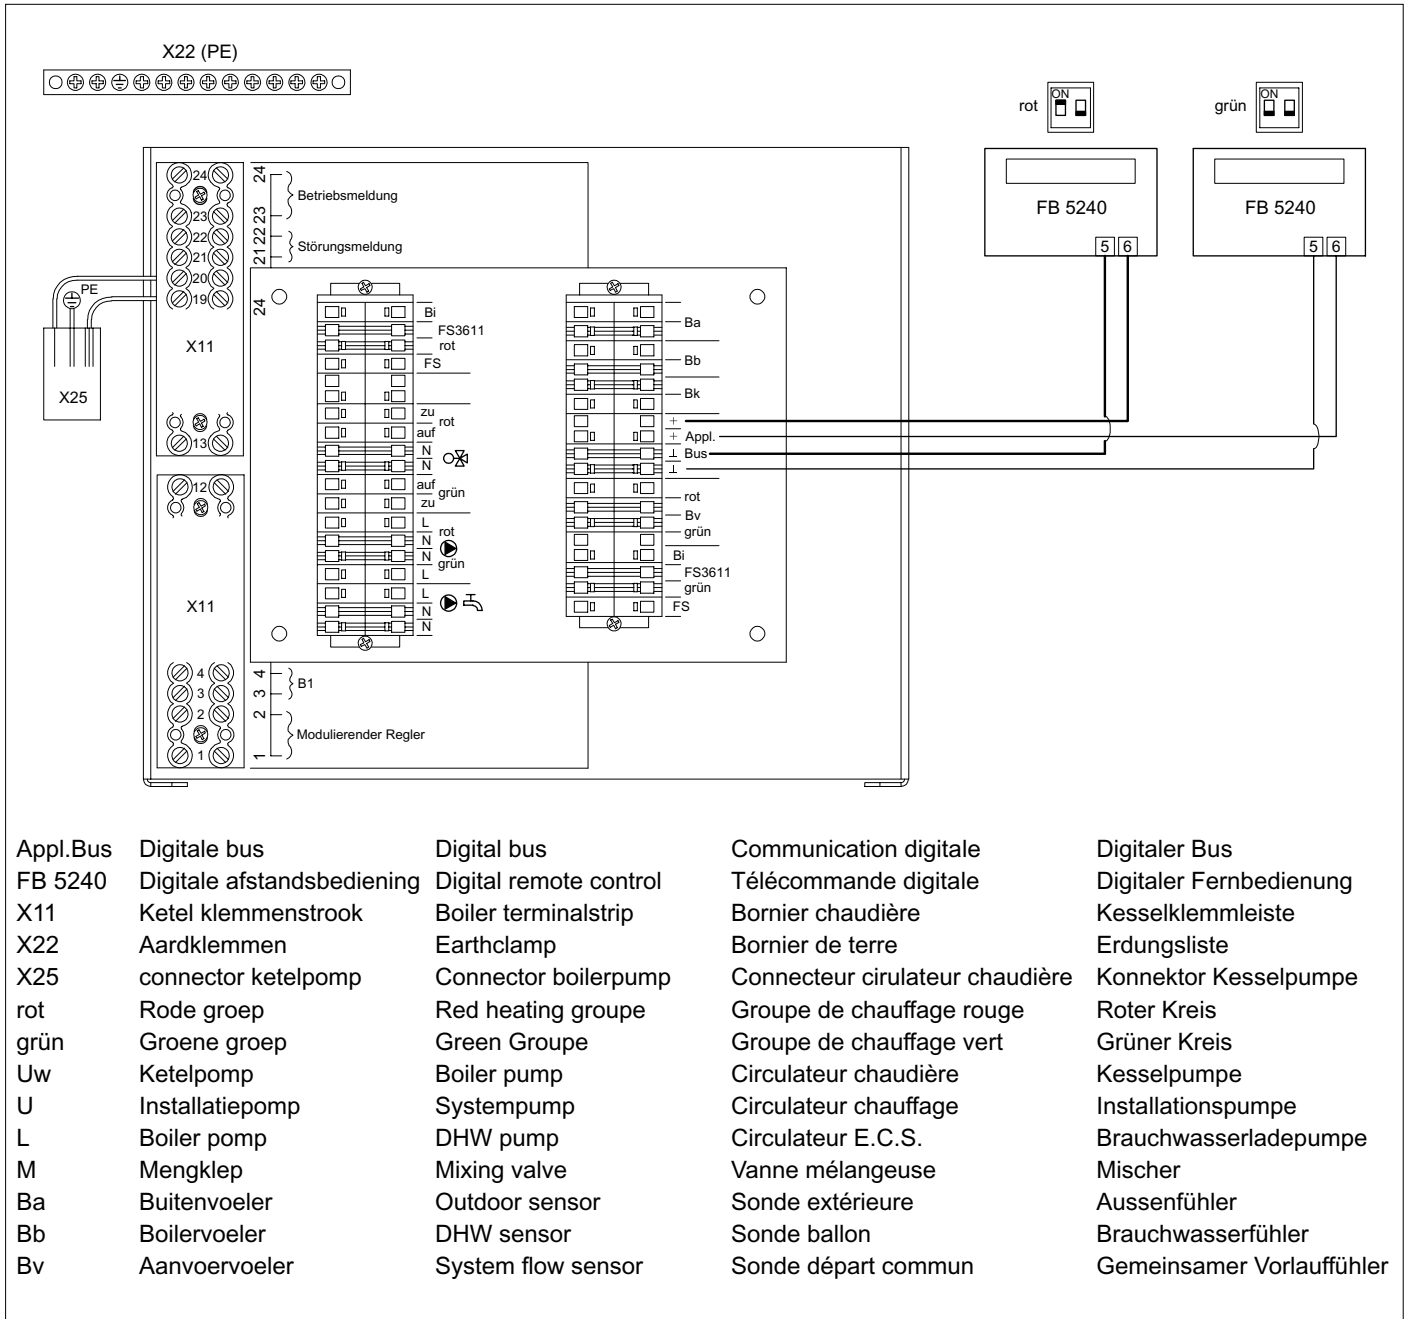 X22 (PE)
rot
ON
grün
ON
FB 5240
5 6
FB 5240
5 6
24
23
22
21
20
19
X11
13
12
X11
4
3
2
1
PE
X25
24
Betriebsmeldung
23
22
Störungsmeldung
21
24
Bi
FS3611
rot
FS
zu
rot
auf
N
N
auf
grün
zu
L
rot
N
N
grün
L
L
N
N
Ba
Bb
Bk
+
+ Appl.
⊥ Bus
⊥
rot
Bv
grün
Bi
FS3611
grün
FS
4
B1
3
2
Modulierender Regler
1
Appl.Bus Digitale bus Digital bus Communication digitale Digitaler Bus
FB 5240 Digitale afstandsbediening Digital remote control Télécommande digitale Digitaler Fernbedienung
X11 Ketel klemmenstrook Boiler terminalstrip Bornier chaudière Kesselklemmleiste
X22 Aardklemmen Earthclamp Bornier de terre Erdungsliste
X25 connector ketelpomp Connector boilerpump Connecteur cirulateur chaudière Konnektor Kesselpumpe
rot Rode groep Red heating groupe Groupe de chauffage rouge Roter Kreis
grün Groene groep Green Groupe Groupe de chauffage vert Grüner Kreis
Uw Ketelpomp Boiler pump Circulateur chaudière Kesselpumpe
U Installatiepomp Systempump Circulateur chauffage Installationspumpe
L Boiler pomp DHW pump Circulateur E.C.S. Brauchwasserladepumpe
M Mengklep Mixing valve Vanne mélangeuse Mischer
Ba Buitenvoeler Outdoor sensor Sonde extérieure Aussenfühler
Bb Boilervoeler DHW sensor Sonde ballon Brauchwasserfühler
Bv Aanvoervoeler System flow sensor Sonde départ commun Gemeinsamer Vorlauffühler